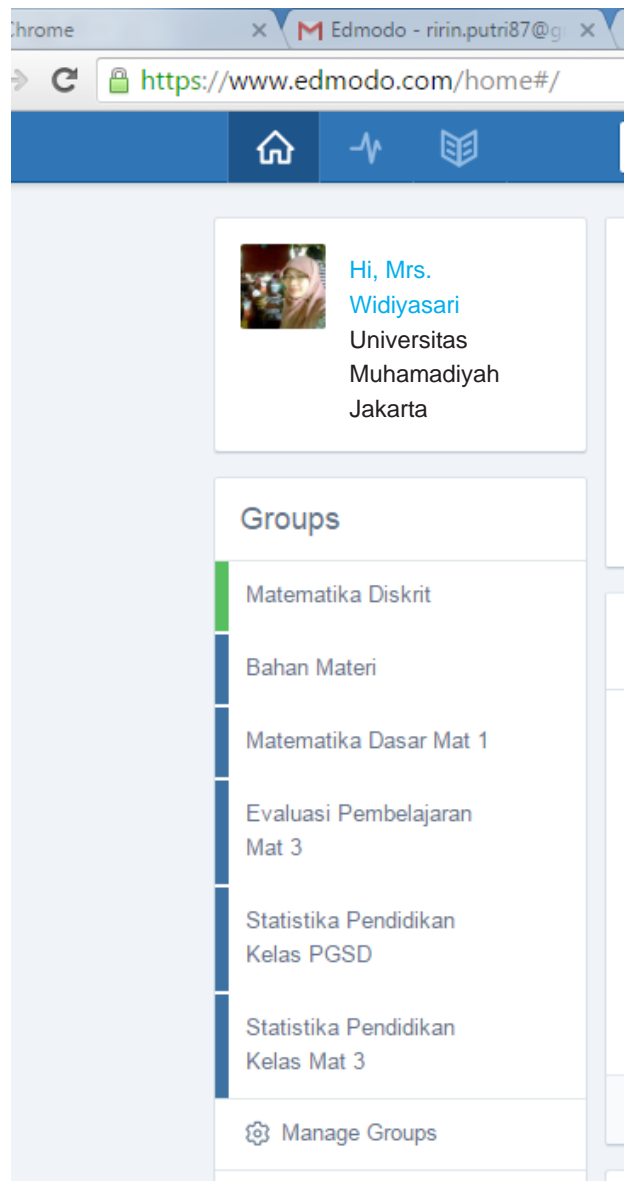 Chrome
Edmodo - ririn.putri87@g
https://www.edmodo.com/home#/
Hi, Mrs.
Widiyasari
Universitas
Muhamadiyah
Jakarta
Groups
Matematika Diskrit
Bahan Materi
Matematika Dasar Mat 1
Evaluasi Pembelajaran
Mat 3
Statistika Pendidikan
Kelas PGSD
Statistika Pendidikan
Kelas Mat 3
Manage Groups